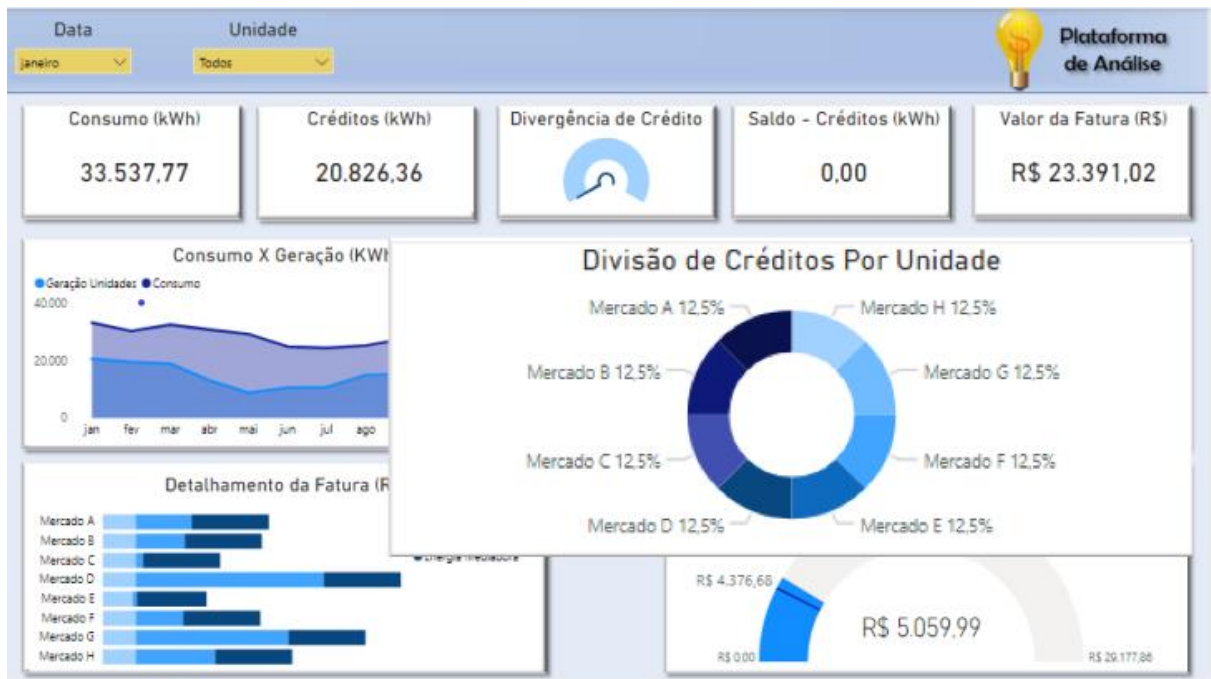 Data
Unidade
janeiro
Todos
Plataforma
de Análise
Consumo (kWh)
33.537,77
Créditos (kWh)
20.826,36
Divergência de Crédito
Saldo - Créditos (kWh)
0,00
Valor da Fatura (R$)
R$ 23.391,02
Consumo X Geração (KWh
Geração Unidades
Consumo
40.000
20.000
0
jan fev mar abr mai jun jul ago
Divisão de Créditos Por Unidade
Mercado A 12,5%
Mercado H 12,5%
Mercado B 12,5%
Mercado G 12,5%
Mercado C 12,5%
Mercado F 12,5%
Mercado D 12,5%
Mercado E 12,5%
Detalhamento da Fatura (R
Mercado A
Mercado B
Mercado C
Mercado D
Mercado E
Mercado F
Mercado G
Mercado H
R$ 4.376,68
R$ 5.059,99
R$ 0,00
R$ 29.177,86